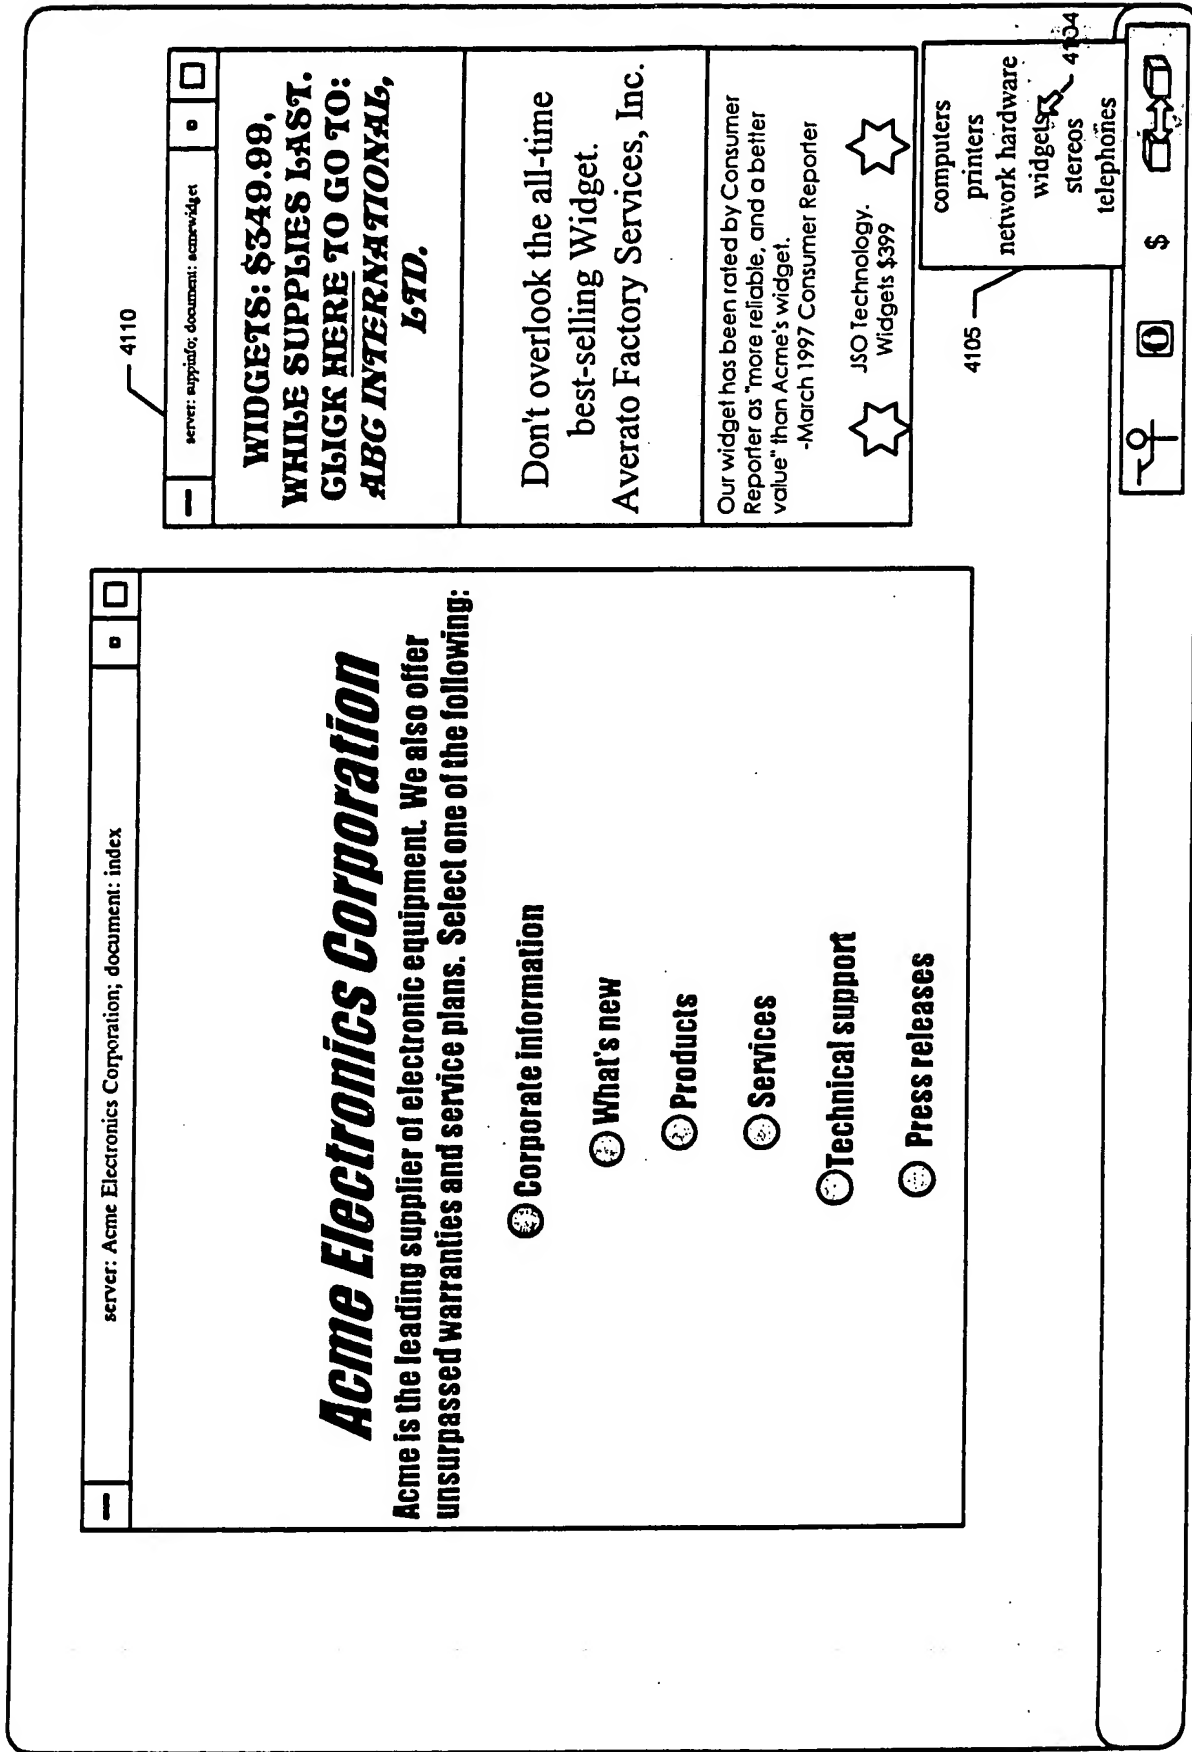 server: Acme Electronics Corporation; document: index
Acme Electronics Corporation
Acme is the leading supplier of electronic equipment. We also offer
unsurpassed warranties and service plans. Select one of the following:
Corporate information
What's new
Products
Services
Technical support
Press releases
4110
server: suppinfo; document: acmewidget
WIDGETS: $349.99,
WHILE SUPPLIES LAST.
CLICK HERE TO GO TO:
ABG INTERNATIONAL,
LTD.
Don't overlook the all-time
best-selling Widget.
Averato Factory Services, Inc.
Our widget has been rated by Consumer
Reporter as "more reliable, and a better
value" than Acme's widget.
-March 1997 Consumer Reporter
JSO Technology.
Widgets $399
4105
computers
printers
network hardware
widgets
stereos
telephones
4104
$